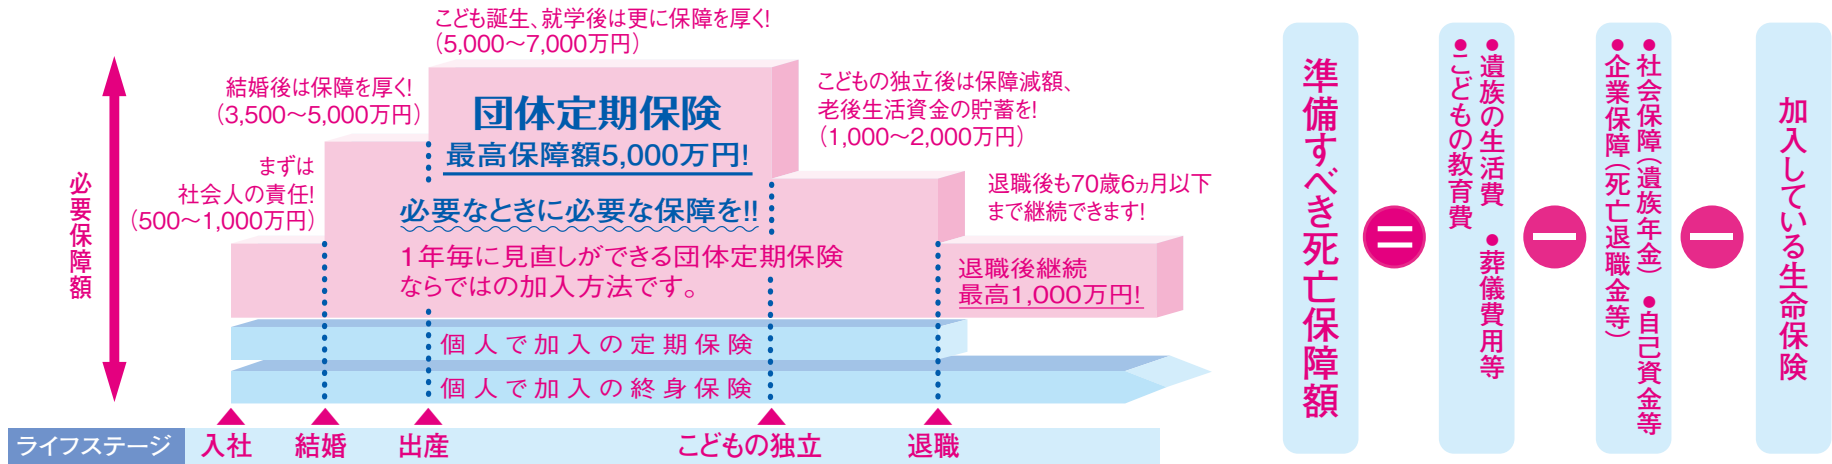 こども誕生、就学後は更に保障を厚く!
(5,000〜7,000万円)
結婚後は保障を厚く!
(3,500〜5,000万円)
まずは
社会人の責任!
(500〜1,000万円)
必要保障額
団体定期保険
最高保障額5,000万円!
こどもの独立後は保障減額、
老後生活資金の貯蓄を!
(1,000〜2,000万円)
必要なときに必要な保障を!!
1年毎に見直しができる団体定期保険
ならではの加入方法です。
退職後も70歳6ヵ月以下
まで継続できます!
退職後継続
最高1,000万円!
個人で加入の定期保険
個人で加入の終身保険
ライフステージ
入社
結婚
出産
こどもの独立
退職
準備すべき死亡保障額
=
●遺族の生活費 ●葬儀費用等
●こどもの教育費
−
●社会保障(遺族年金) ●自己資金等
●企業保障(死亡退職金等)
−
加入している生命保険